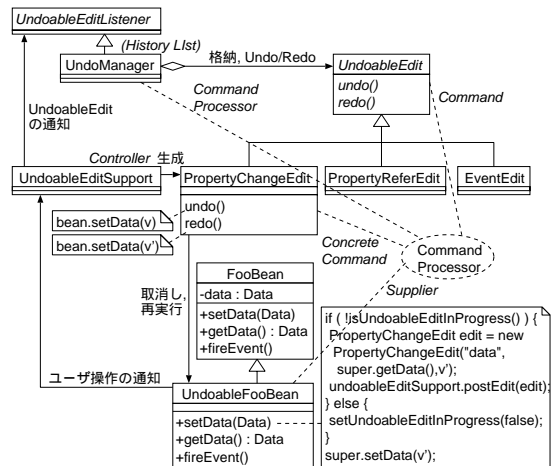 UndoableEditListener
(History LIst)
UndoManager
格納, Undo/Redo
UndoableEdit
undo()
redo()
Command
Processor
Command
UndoableEdit
の通知
Controller 生成
UndoableEditSupport
PropertyChangeEdit
undo()
redo()
PropertyReferEdit
EventEdit
bean.setData(v)
bean.setData(v')
Concrete
Command
Command
Processor
Supplier
取消し,
再実行
FooBean
-data : Data
+setData(Data)
+getData() : Data
+fireEvent()
ユーザ操作の通知
UndoableFooBean
+setData(Data)
+getData() : Data
+fireEvent()
if ( !isUndoableEditInProgress() ) {
PropertyChangeEdit edit = new
PropertyChangeEdit("data",
super.getData(),v');
undoableEditSupport.postEdit(edit);
} else {
setUndoableEditInProgress(false);
}
super.setData(v');